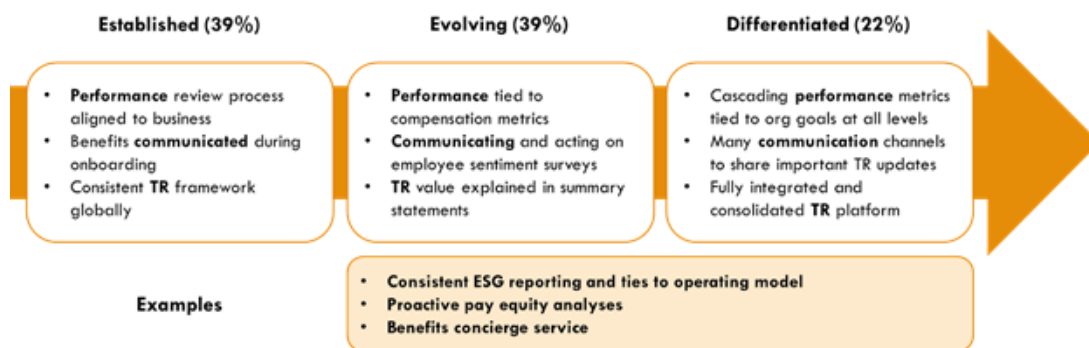 Established (39%)
Evolving (39%)
Differentiated (22%)
• Performance review process
aligned to business
• Benefits communicated during
onboarding
• Consistent TR framework
globally
• Performance tied to
compensation metrics
• Communicating and acting on
employee sentiment surveys
• TR value explained in summary
statements
• Cascading performance metrics
tied to org goals at all levels
• Many communication channels
to share important TR updates
• Fully integrated and
consolidated TR platform
Examples
• Consistent ESG reporting and ties to operating model
• Proactive pay equity analyses
• Benefits concierge service